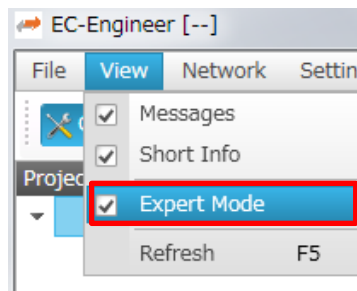 EC-Engineer [--]
File View Network Settin
Messages
Short Info
Projec
Expert Mode
Refresh F5